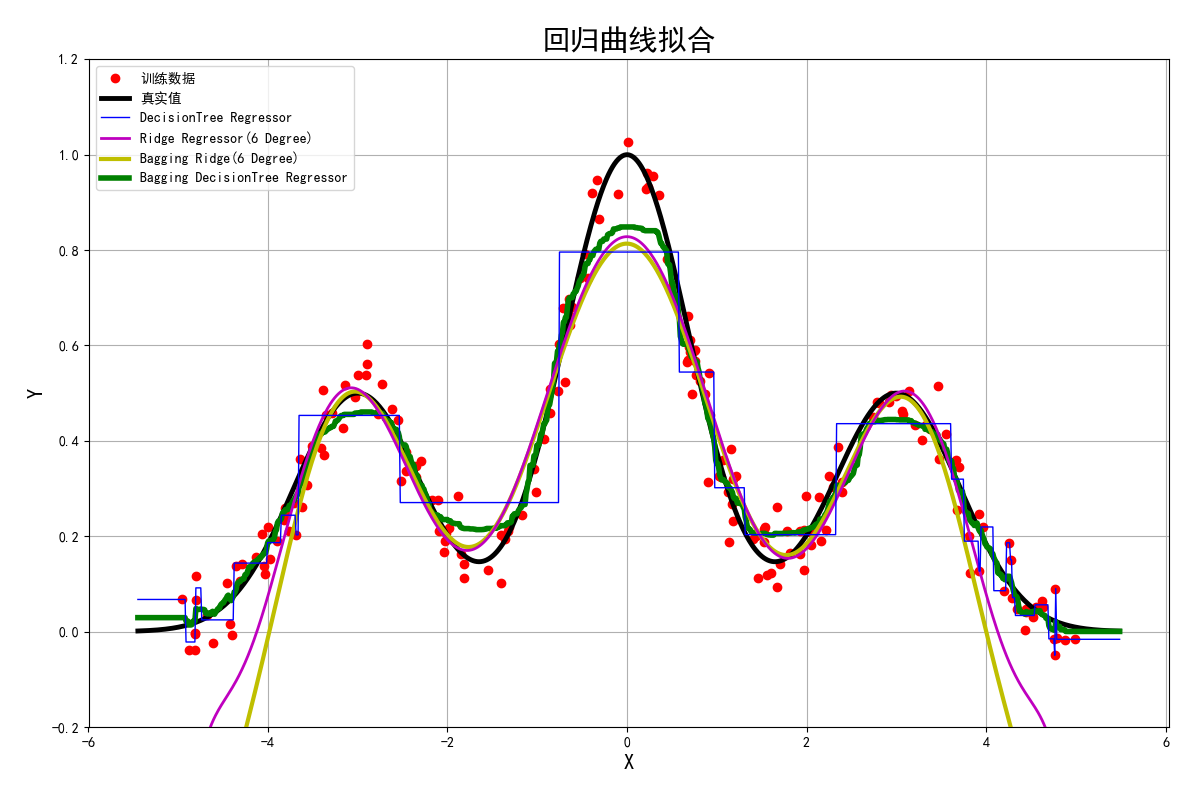 回归曲线拟合
1.2
1.0
0.8
0.6
0.4
0.2
0.0
-0.2
Y
训练数据
真实值
DecisionTree Regressor
Ridge Regressor(6 Degree)
Bagging Ridge(6 Degree)
Bagging DecisionTree Regressor
-6 -4 -2 0 2 4 6
X